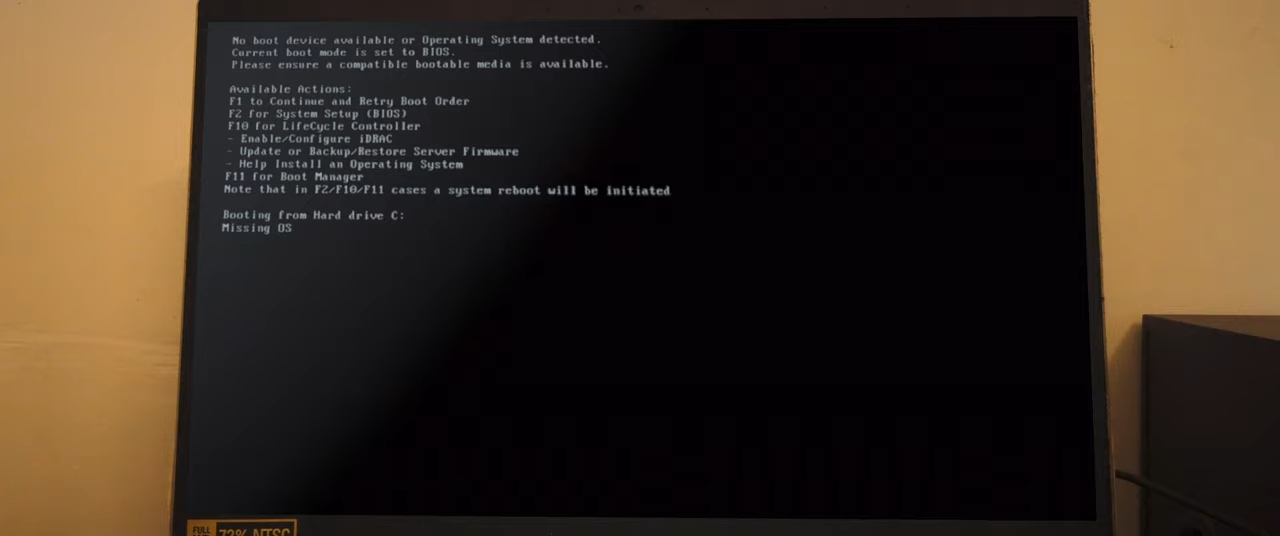 No boot device available or Operating System detected.
Current boot mode is set to BIOS.
Please ensure a compatible bootable media is available.
Available Actions:
F1 to Continue and Retry Boot Order
F2 for System Setup (BIOS)
F10 for LifeCycle Controller
- Enable/Configure iDRAC
- Update or Backup/Restore Server Firmware
- Help Install an Operating System
F11 for Boot Manager
Note that in F2/F10/F11 cases a system reboot will be initiated
Booting from Hard drive C:
Missing OS
FULL
72% NTSC